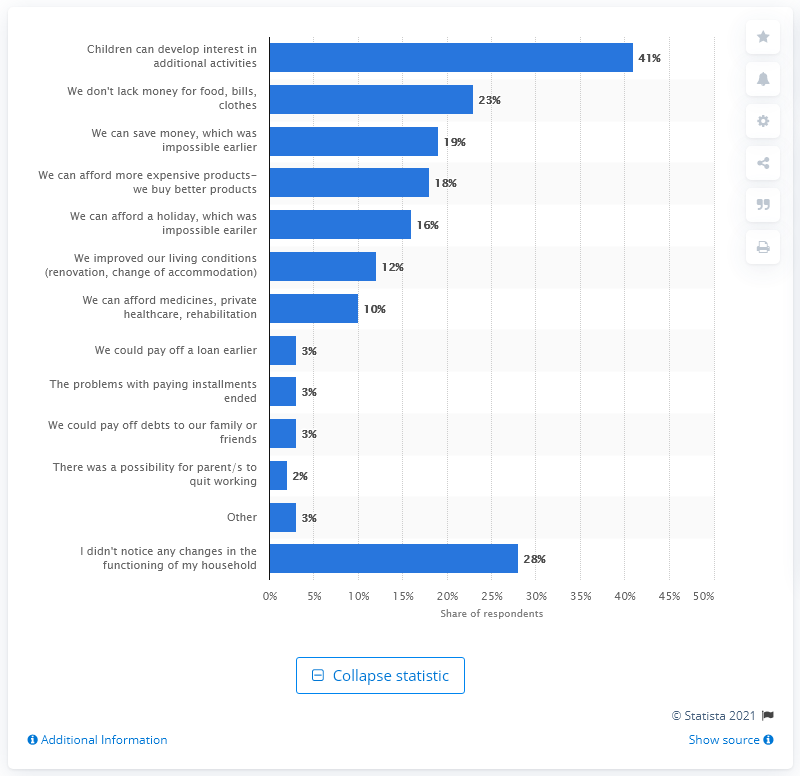 Children can develop interest in
additional activities
41%
We don't lack money for food, bills,
clothes
23%
We can save money, which was
impossible earlier
19%
We can afford more expensive products-
we buy better products
18%
We can afford a holiday, which was
impossible eariler
16%
We improved our living conditions
(renovation, change of accommodation)
12%
We can afford medicines, private
healthcare, rehabilitation
10%
We could pay off a loan earlier
3%
The problems with paying installments
ended
3%
We could pay off debts to our family or
friends
3%
There was a possibility for parent/s to
quit working
2%
Other
3%
I didn't notice any changes in the
functioning of my household
28%
0% 5% 10% 15% 20% 25% 30% 35% 40% 45% 50%
Share of respondents
Collapse statistic
© Statista 2021
Additional Information
Show source